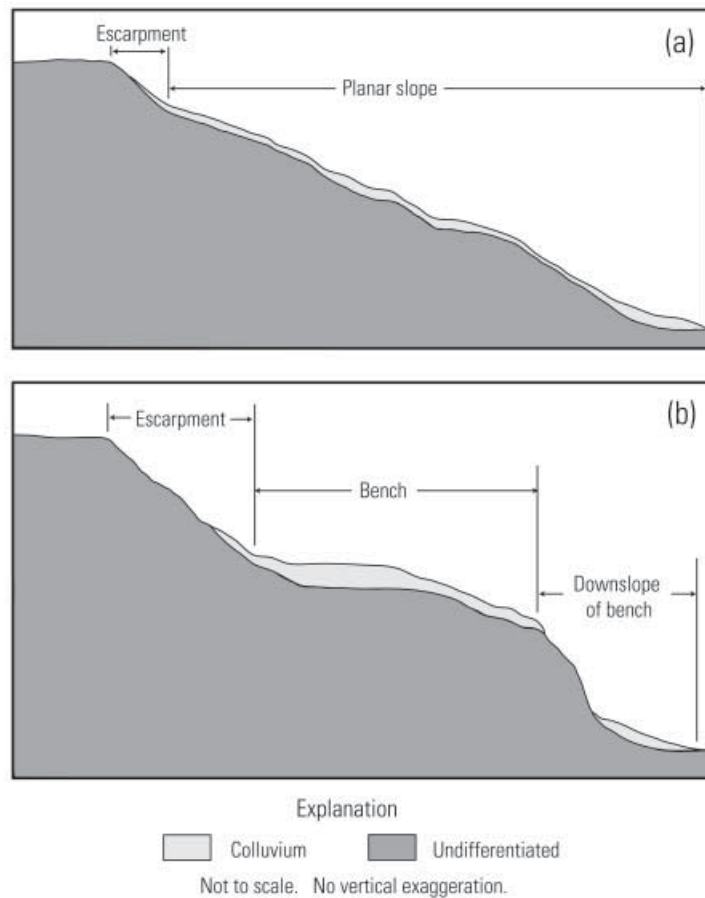 Escarpment
(a)
Planar slope
(b)
Escarpment
Bench
Downslope
of bench
Explanation
Colluvium
Undifferentiated
Not to scale. No vertical exaggeration.